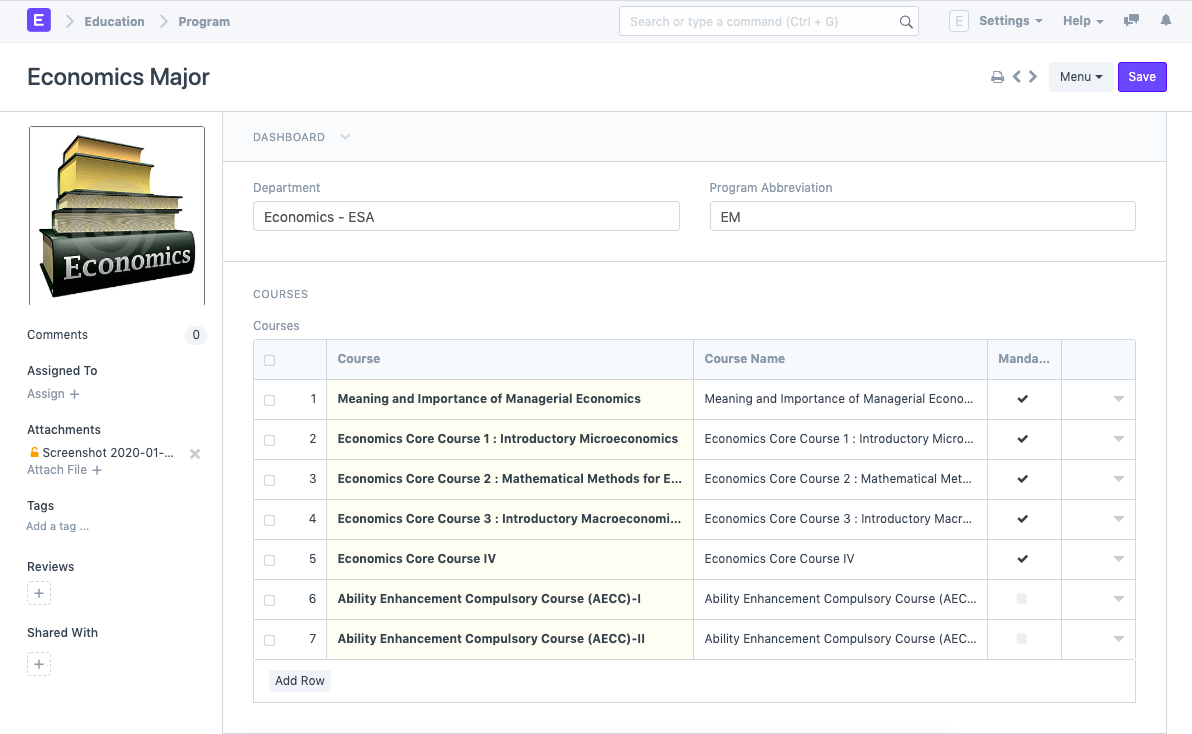 E Education Program Search or type a command (Ctrl + G) E Settings Help
Economics Major Menu Save
Economics
Comments 0
Assigned To
Assign +
Attachments
Screenshot 2020-01-...
Attach File +
Tags
Add a tag ...
Reviews
+
Shared With
+
DASHBOARD
Department Program Abbreviation
Economics - ESA EM
COURSES
Courses
Course Course Name Manda...
1 Meaning and Importance of Managerial Economics Meaning and Importance of Managerial Econo... ✔
2 Economics Core Course 1 : Introductory Microeconomics Economics Core Course 1 : Introductory Micro... ✔
3 Economics Core Course 2 : Mathematical Methods for E... Economics Core Course 2 : Mathematical Met... ✔
4 Economics Core Course 3 : Introductory Macroeconomi... Economics Core Course 3 : Introductory Macr... ✔
5 Economics Core Course IV Economics Core Course IV ✔
6 Ability Enhancement Compulsory Course (AECC)-I Ability Enhancement Compulsory Course (AEC...
7 Ability Enhancement Compulsory Course (AECC)-II Ability Enhancement Compulsory Course (AEC...
Add Row